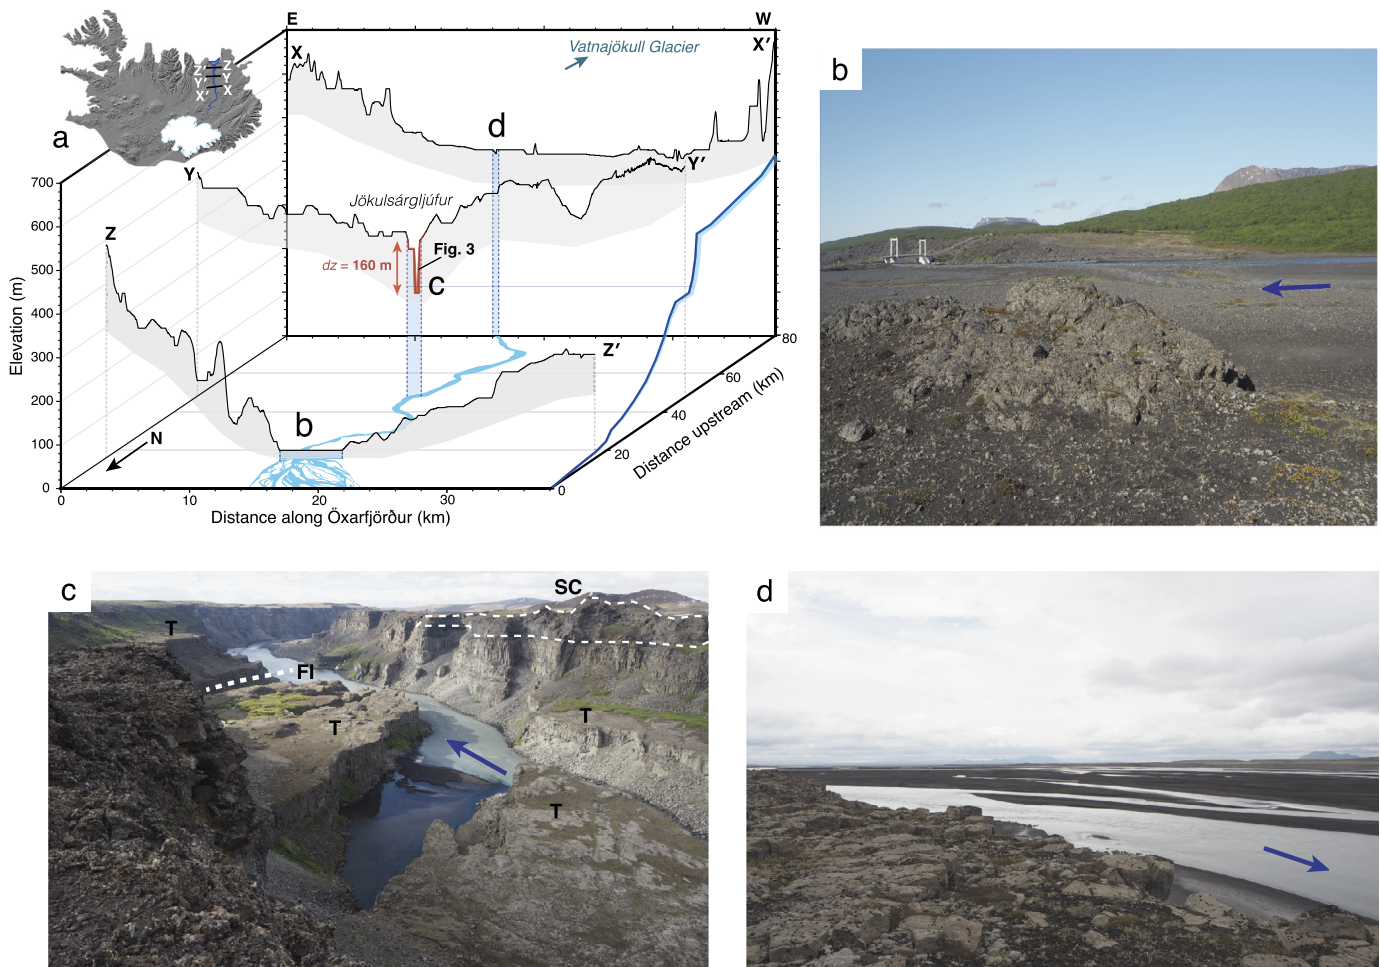 a
Z Z'
Y' Y
X' X
E
W
X
X′
Vatnajökull Glacier
d
Y
Y′
Jökulsárgljúfur
Fig. 3
dz = 160 m
c
Z
Z′
b
N
700
600
500
400
300
200
100
0
Elevation (m)
0
10
20
30
Distance along Öxarfjörður (km)
0
20
40
60
80
Distance upstream (km)
b
c
SC
T
FI
T
T
T
d